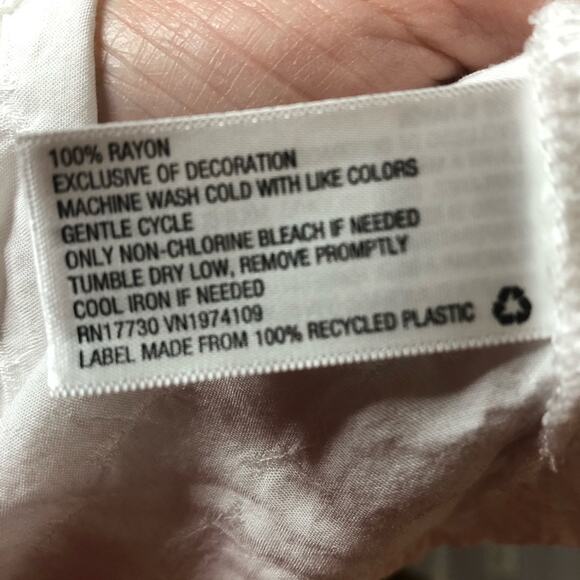 100% RAYON
EXCLUSIVE OF DECORATION
MACHINE WASH COLD WITH LIKE COLORS
GENTLE CYCLE
ONLY NON-CHLORINE BLEACH IF NEEDED
TUMBLE DRY LOW, REMOVE PROMPTLY
COOL IRON IF NEEDED
RN17730 VN1974109
LABEL MADE FROM 100% RECYCLED PLASTIC